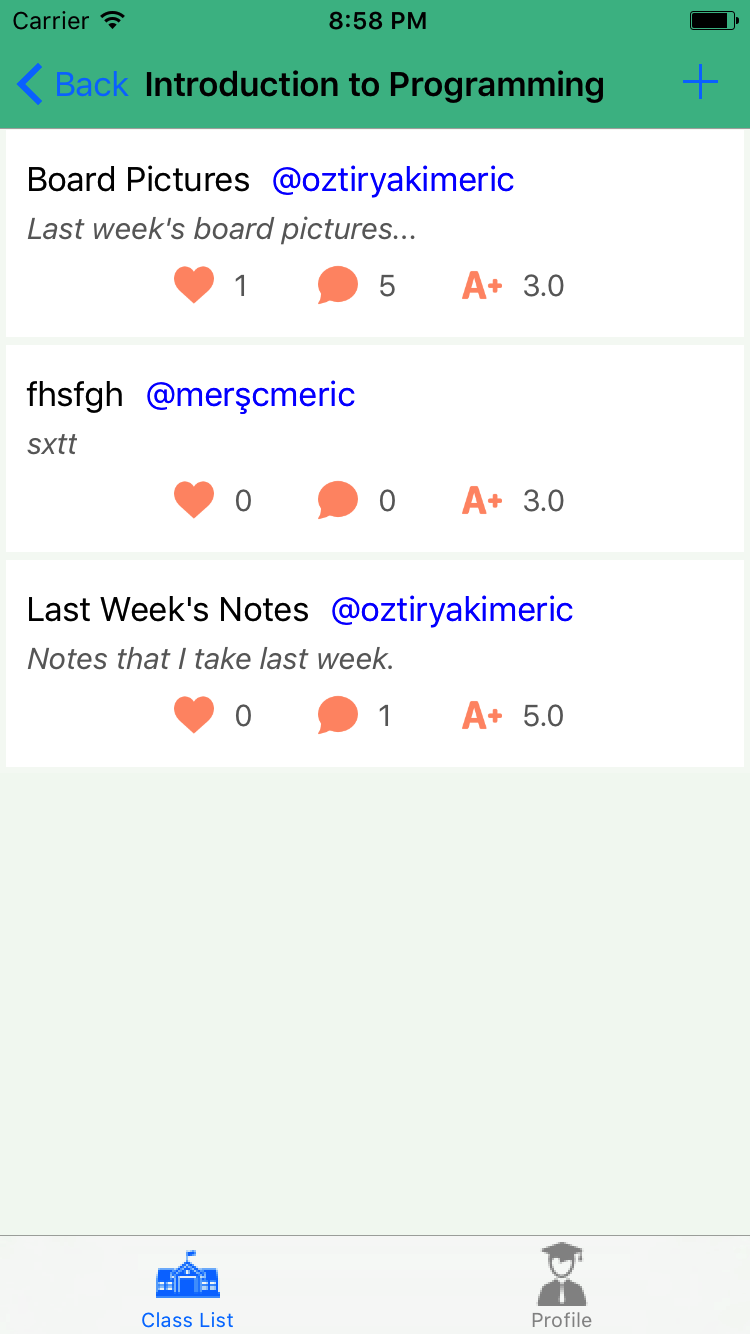 Carrier 8:58 PM
Back Introduction to Programming
Board Pictures @oztiryakimeric
Last week's board pictures...
1 5 A+ 3.0
fhsfgh @merşcmeric
sxtt
0 0 A+ 3.0
Last Week's Notes @oztiryakimeric
Notes that I take last week.
0 1 A+ 5.0
Class List Profile